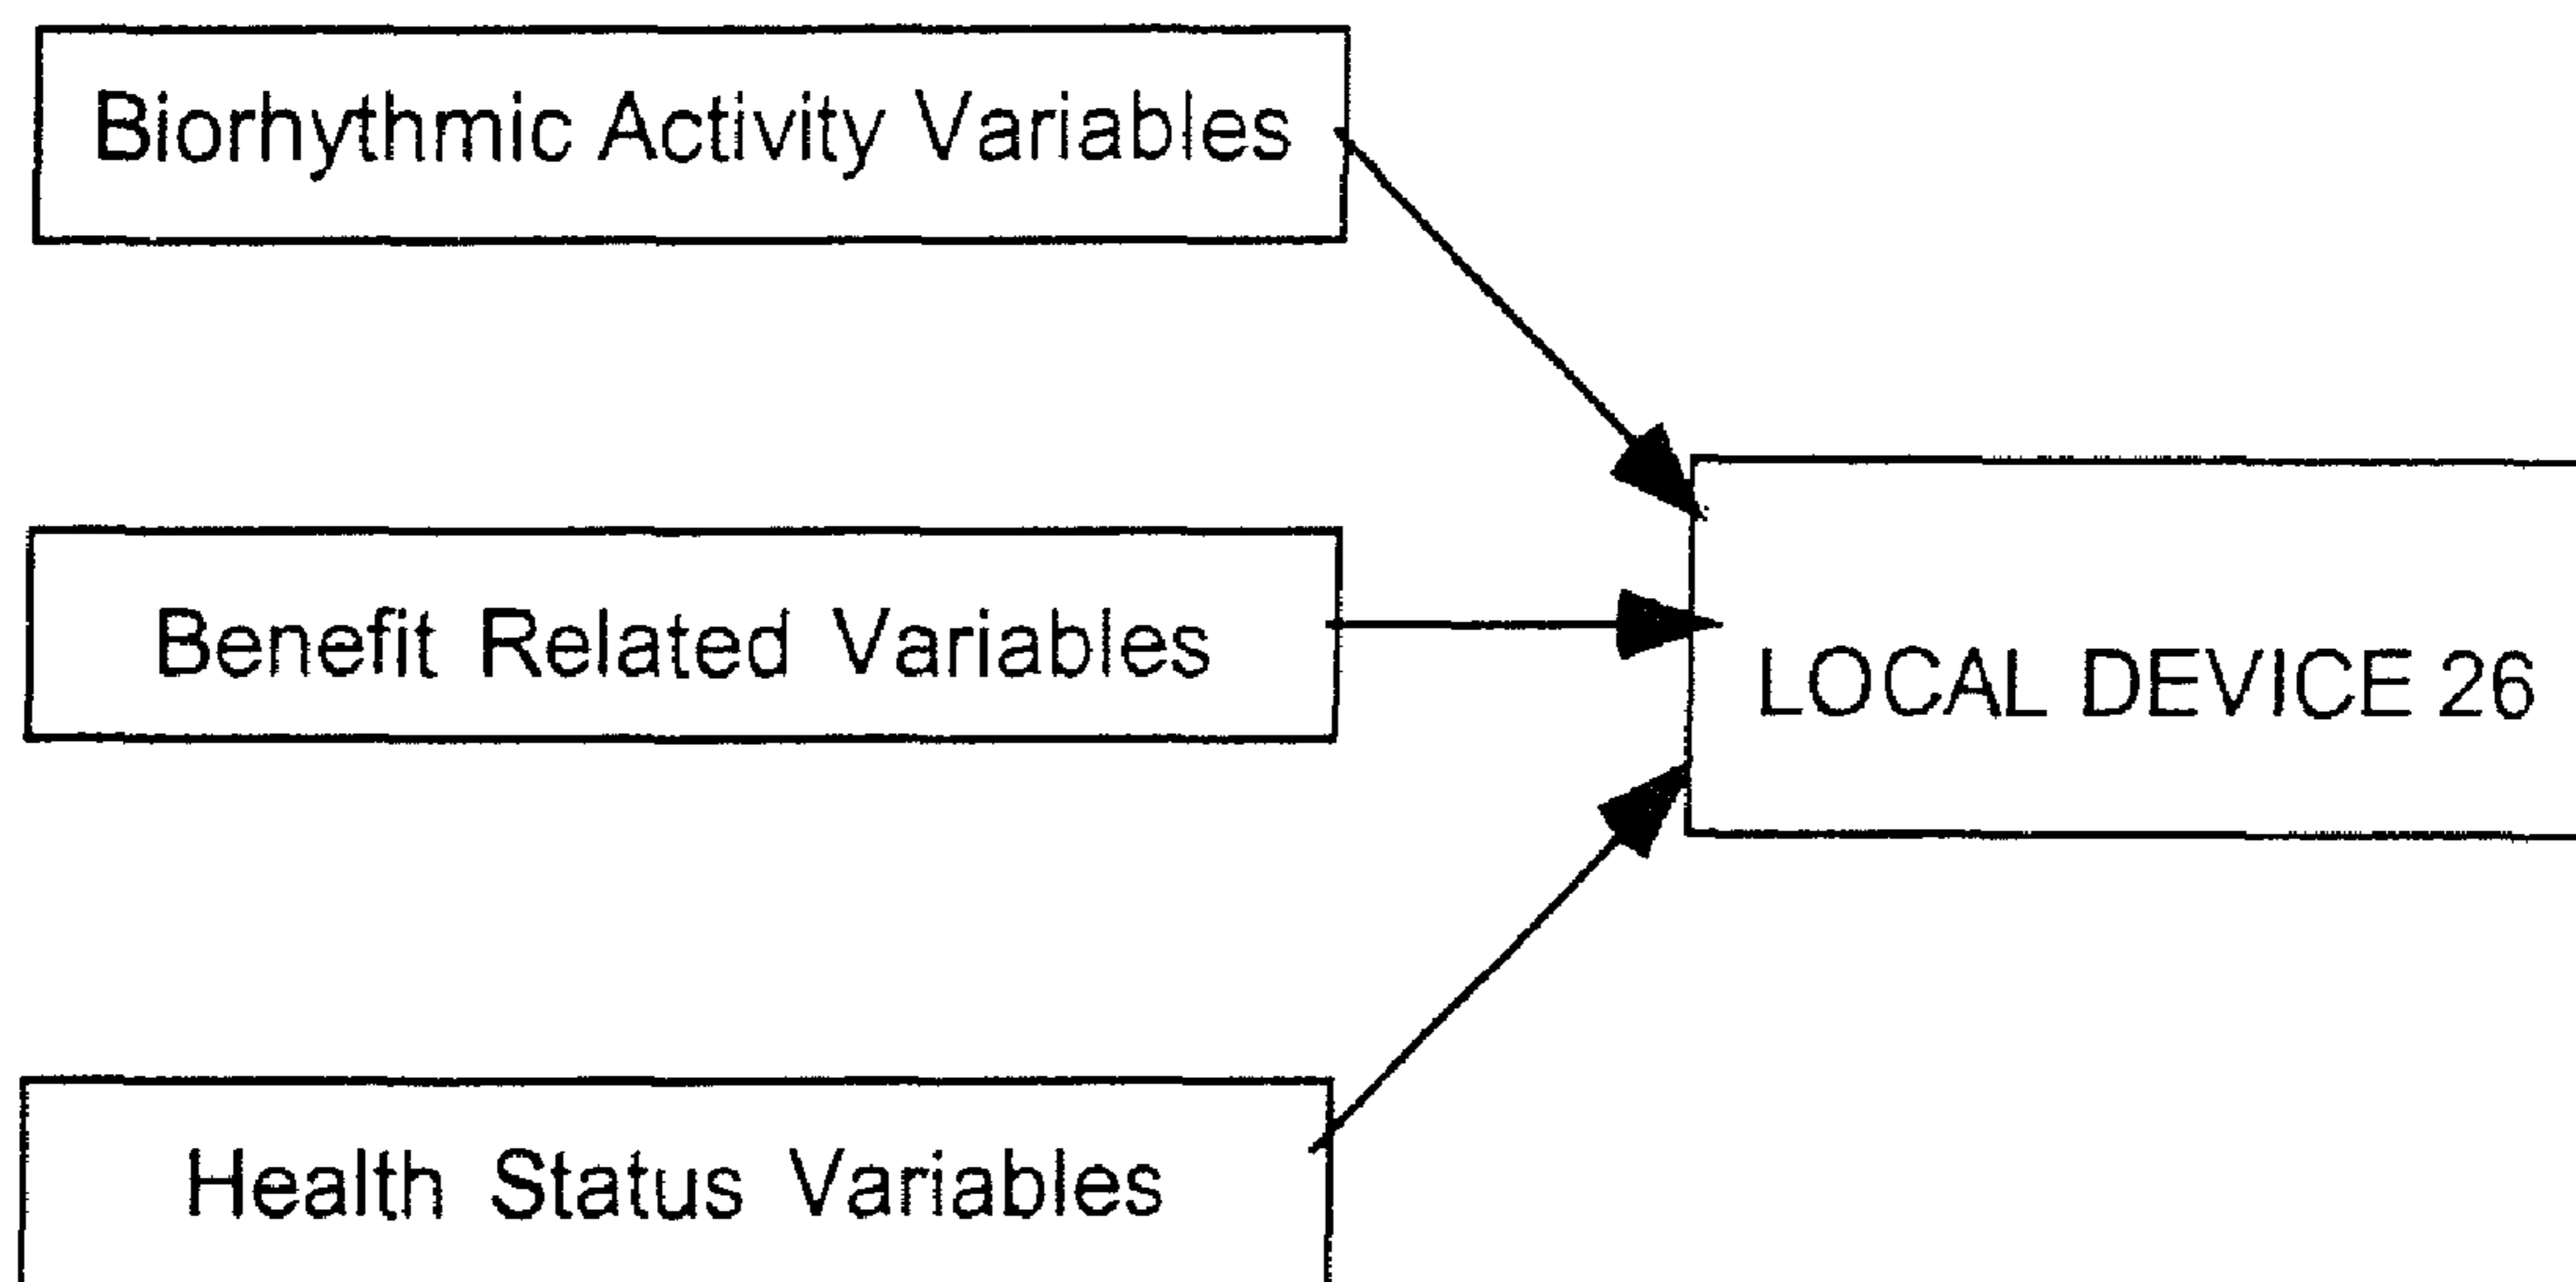 Biorhythmic Activity Variables
Benefit Related Variables
LOCAL DEVICE 26
Health Status Variables